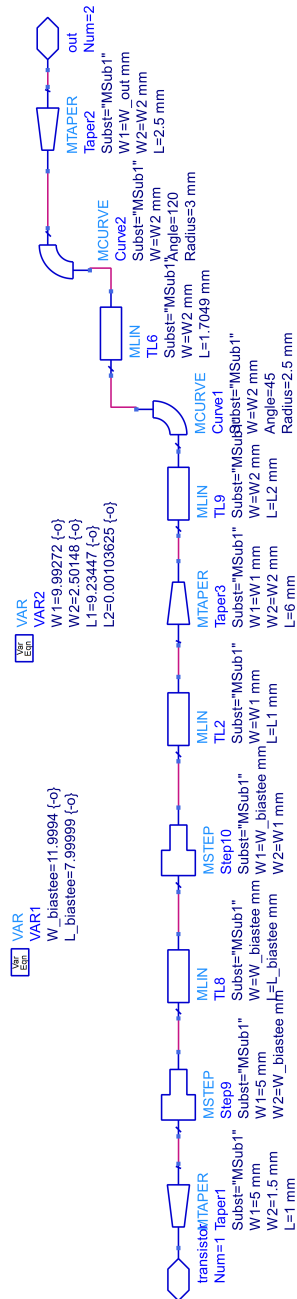 out
Num=2
MTAPER
Taper2
Subst="MSub1"
W1=W_out mm
W2=W2 mm
L=2.5 mm
MCURVE
Curve2
Subst="MSub1"
W=W2 mm
Angle=120
Radius=3 mm
MLIN
TL6
Subst="MSub1"
W=W2 mm
L=1.7049 mm
MCURVE
Curve1
Subst="MSub1"
W=W2 mm
Angle=45
Radius=2.5 mm
MLIN
TL9
Subst="MSub1"
W=W2 mm
L=L2 mm
MTAPER
Taper3
Subst="MSub1"
W1=W1 mm
W2=W2 mm
L=6 mm
MLIN
TL2
Subst="MSub1"
W=W1 mm
L=L1 mm
MSTEP
Step10
Subst="MSub1"
W1=W_biastee mm
W2=W1 mm
MLIN
TL8
Subst="MSub1"
W=W_biastee mm
L=L_biastee mm
MSTEP
Step9
Subst="MSub1"
W1=5 mm
W2=W_biastee mm
MTAPER
Taper1
Subst="MSub1"
W1=5 mm
W2=1.5 mm
L=1 mm
transistor
Num=1
Var
Eqn
VAR
VAR2
W1=9.99272 {-o}
W2=2.50148 {-o}
L1=9.23447 {-o}
L2=0.00103625 {-o}
Var
Eqn
VAR
VAR1
W_biastee=11.9994 {-o}
L_biastee=7.99999 {-o}